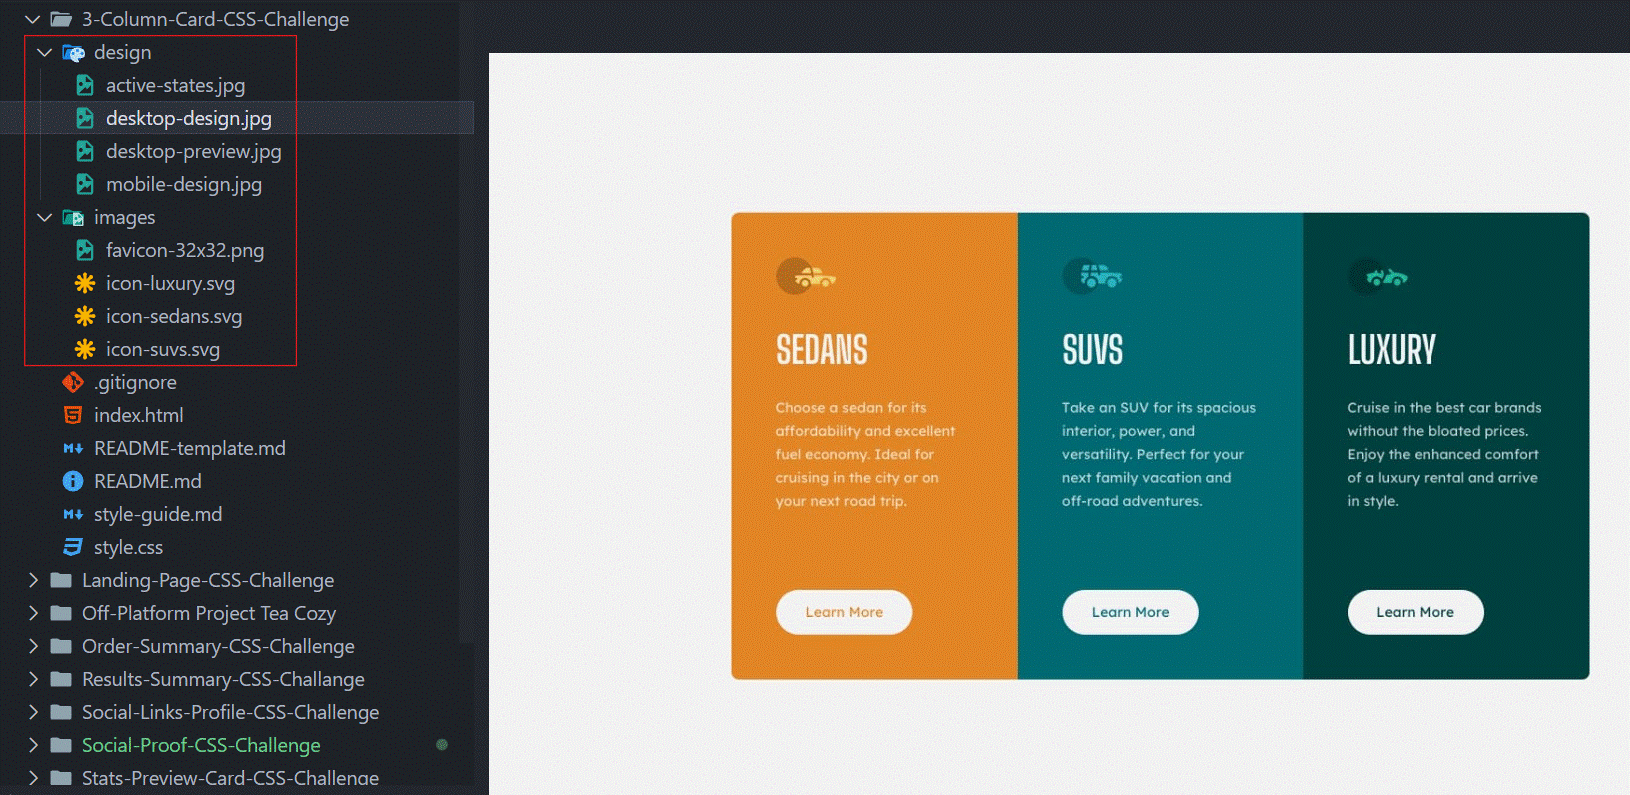 3-Column-Card-CSS-Challenge
design
active-states.jpg
desktop-design.jpg
desktop-preview.jpg
mobile-design.jpg
images
favicon-32x32.png
icon-luxury.svg
icon-sedans.svg
icon-suvs.svg
.gitignore
index.html
README-template.md
README.md
style-guide.md
style.css
Landing-Page-CSS-Challenge
Off-Platform Project Tea Cozy
Order-Summary-CSS-Challenge
Results-Summary-CSS-Challange
Social-Links-Profile-CSS-Challenge
Social-Proof-CSS-Challenge
Stats-Preview-Card-CSS-Challenge
SEDANS
Choose a sedan for its
affordability and excellent
fuel economy. Ideal for
cruising in the city or on
your next road trip.
Learn More
SUVS
Take an SUV for its spacious
interior, power, and
versatility. Perfect for your
next family vacation and
off-road adventures.
Learn More
LUXURY
Cruise in the best car brands
without the bloated prices.
Enjoy the enhanced comfort
of a luxury rental and arrive
in style.
Learn More